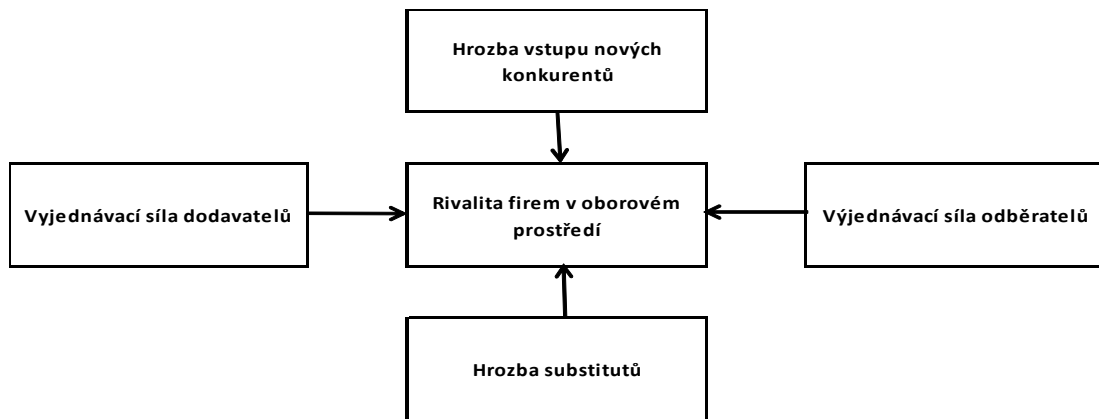 Hrozba vstupu nových
konkurentů
Vyjednávací síla dodavatelů
Rivalita firem v oborovém
prostředí
Výjednávací síla odběratelů
Hrozba substitutů